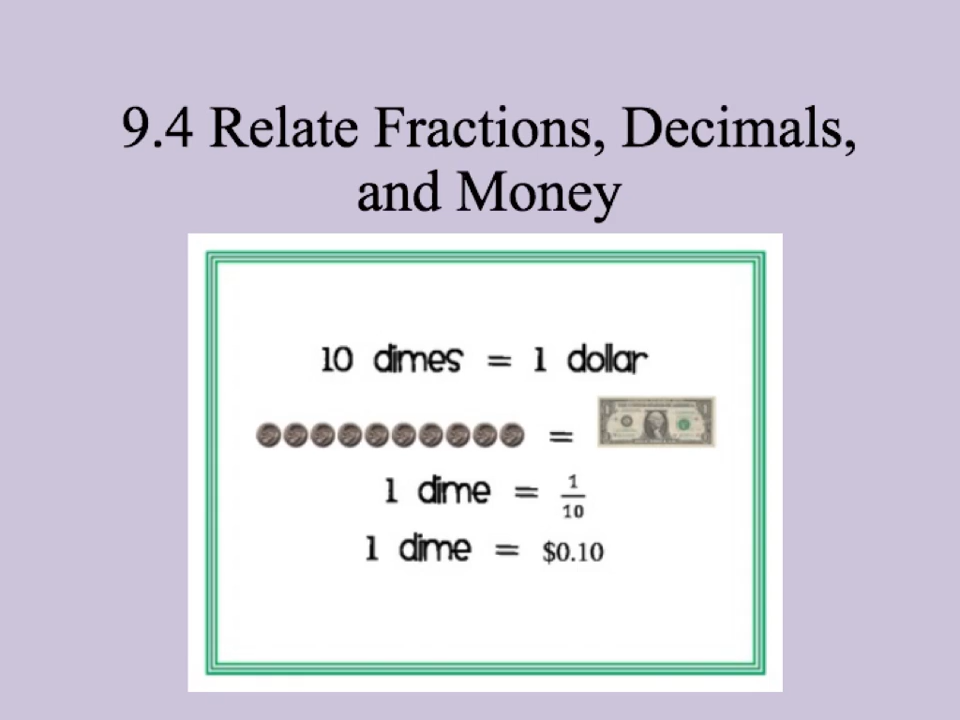 9.4 Relate Fractions, Decimals,
and Money
10 dimes = 1 dollar
=
1 dime = 1/10
1 dime = $0.10